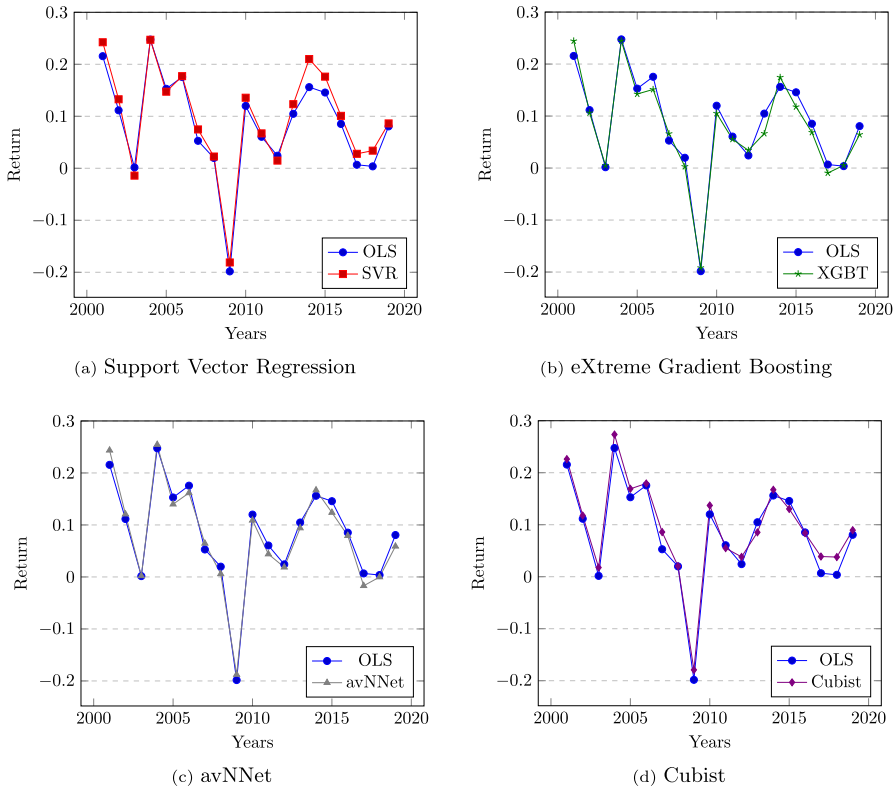 0.3
0.2
0.1
0
−0.1
−0.2
Return
2000
2005
2010
2015
2020
Years
OLS
SVR
(a) Support Vector Regression
0.3
0.2
0.1
0
−0.1
−0.2
Return
2000
2005
2010
2015
2020
Years
OLS
XGBT
(b) eXtreme Gradient Boosting
0.3
0.2
0.1
0
−0.1
−0.2
Return
2000
2005
2010
2015
2020
Years
OLS
avNNet
(c) avNNet
0.3
0.2
0.1
0
−0.1
−0.2
Return
2000
2005
2010
2015
2020
Years
OLS
Cubist
(d) Cubist